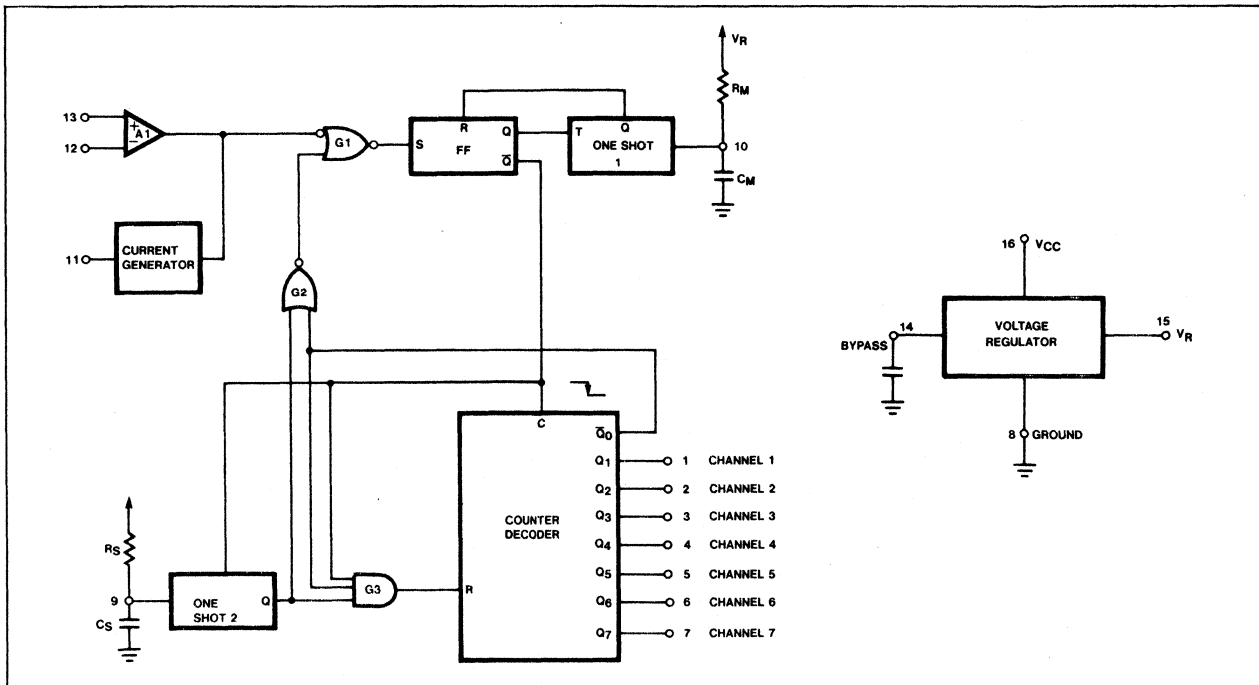 VR
RM
13
+
A1
12
−
G1
R
Q
S
FF
Q̅
Q
T
ONE SHOT
1
10
CM
11
CURRENT
GENERATOR
G2
16
VCC
14
BYPASS
VOLTAGE
REGULATOR
15
VR
8
GROUND
C
Q̅0
Q1 1 CHANNEL 1
Q2 2 CHANNEL 2
Q3 3 CHANNEL 3
Q4 4 CHANNEL 4
Q5 5 CHANNEL 5
Q6 6 CHANNEL 6
Q7 7 CHANNEL 7
COUNTER
DECODER
R
RS
9
CS
ONE
SHOT 2
Q
G3